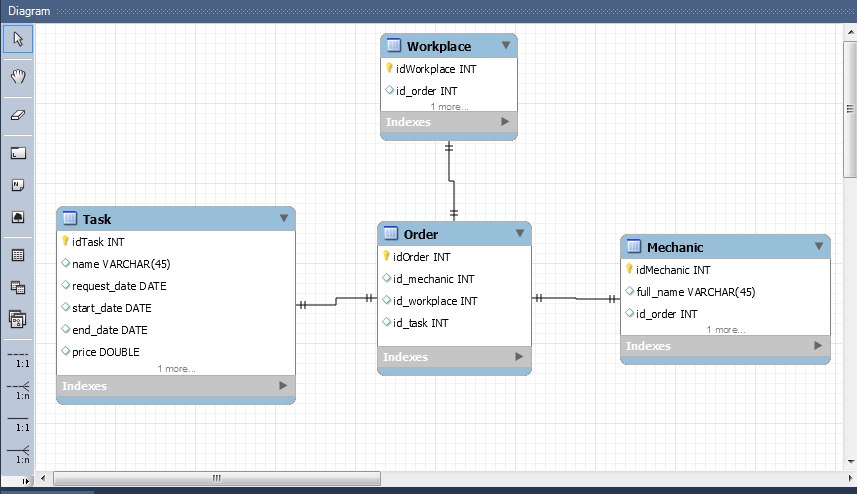 Diagram
Workplace
idWorkplace INT
id_order INT
1 more...
Indexes
Task
idTask INT
name VARCHAR(45)
request_date DATE
start_date DATE
end_date DATE
price DOUBLE
1 more...
Indexes
Order
idOrder INT
id_mechanic INT
id_workplace INT
id_task INT
Indexes
Mechanic
idMechanic INT
full_name VARCHAR(45)
id_order INT
1 more...
Indexes
1:1
1:n
1:1
1:n